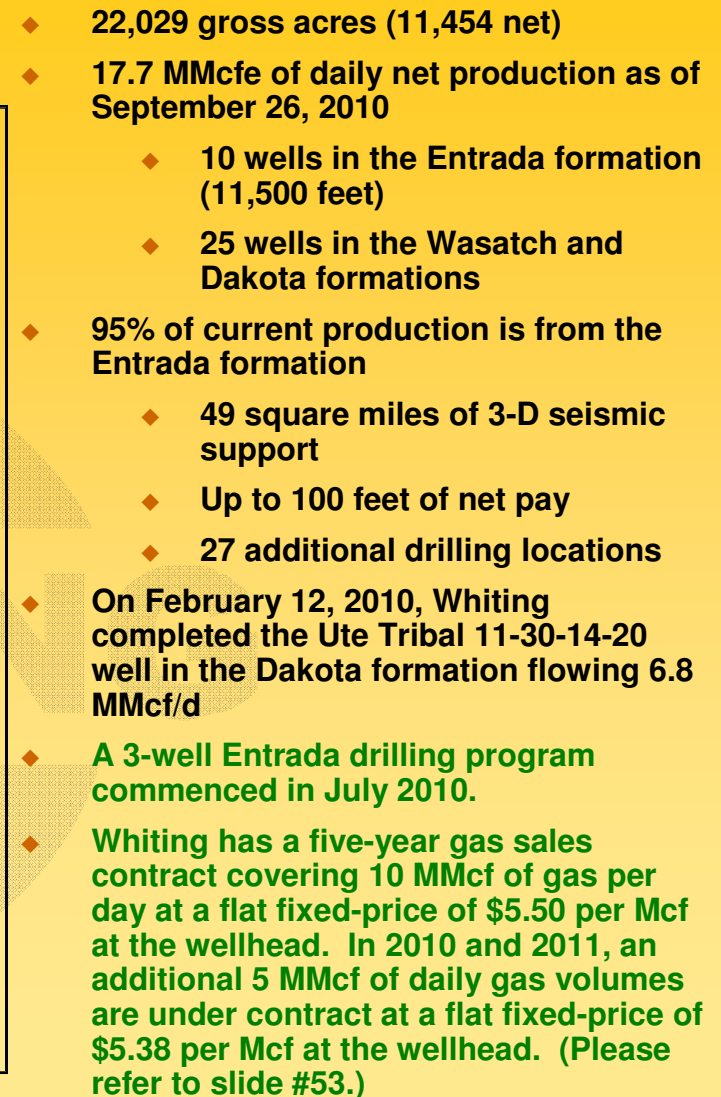 ◆ 22,029 gross acres (11,454 net)
◆ 17.7 MMcfe of daily net production as of
September 26, 2010
◆ 10 wells in the Entrada formation
(11,500 feet)
◆ 25 wells in the Wasatch and
Dakota formations
◆ 95% of current production is from the
Entrada formation
◆ 49 square miles of 3-D seismic
support
◆ Up to 100 feet of net pay
◆ 27 additional drilling locations
◆ On February 12, 2010, Whiting
completed the Ute Tribal 11-30-14-20
well in the Dakota formation flowing 6.8
MMcf/d
◆ A 3-well Entrada drilling program
commenced in July 2010.
◆ Whiting has a five-year gas sales
contract covering 10 MMcf of gas per
day at a flat fixed-price of $5.50 per Mcf
at the wellhead.  In 2010 and 2011, an
additional 5 MMcf of daily gas volumes
are under contract at a flat fixed-price of
$5.38 per Mcf at the wellhead.  (Please
refer to slide #53.)